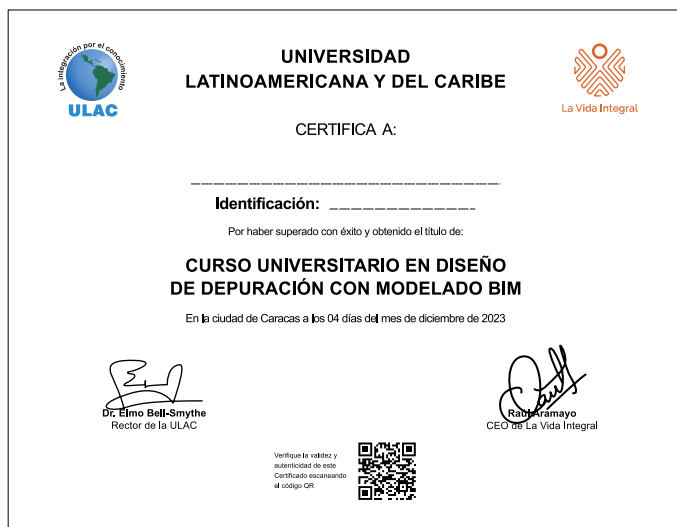 La integración por el conocimiento
ULAC
UNIVERSIDAD
LATINOAMERICANA Y DEL CARIBE
La Vida Integral
CERTIFICA A:
Identificación:
Por haber superado con éxito y obtenido el título de:
CURSO UNIVERSITARIO EN DISEÑO
DE DEPURACIÓN CON MODELADO BIM
En la ciudad de Caracas a los 04 días del mes de diciembre de 2023
Dr. Elmo Bell-Smythe
Rector de la ULAC
Raúl Aramayo
CEO de La Vida Integral
Verifique la validez y
autenticidad de este
Certificado escaneando
el código QR